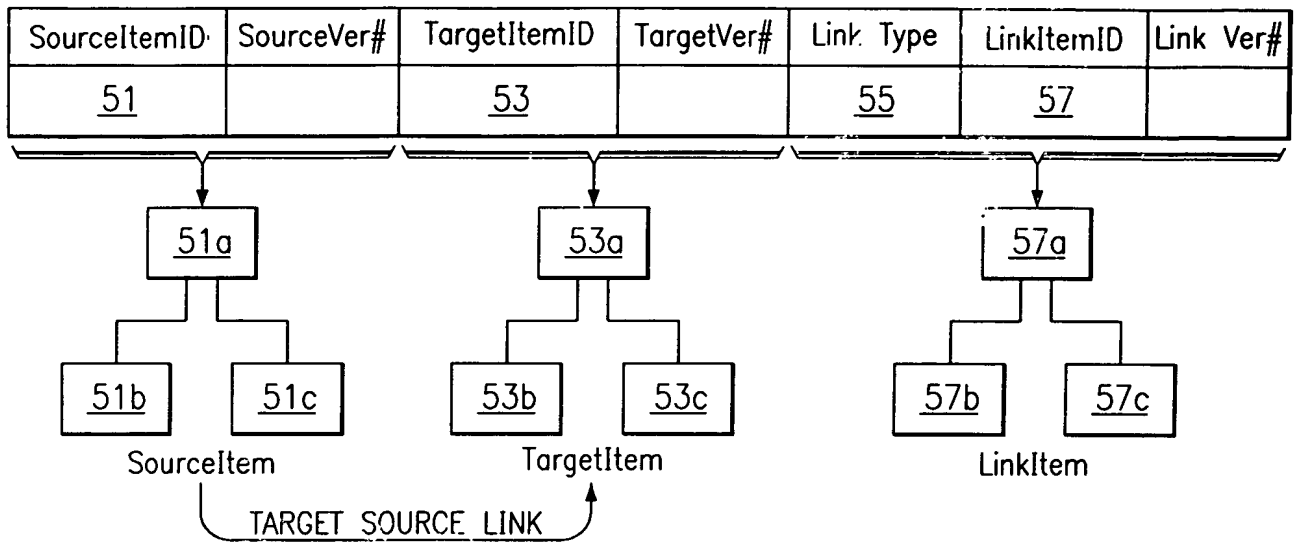 SourceItemID SourceVer# TargetItemID TargetVer# Link Type LinkItemID Link Ver#
51 53 55 57
51a 53a 57a
51b 51c 53b 53c 57b 57c
SourceItem TargetItem LinkItem
TARGET SOURCE LINK